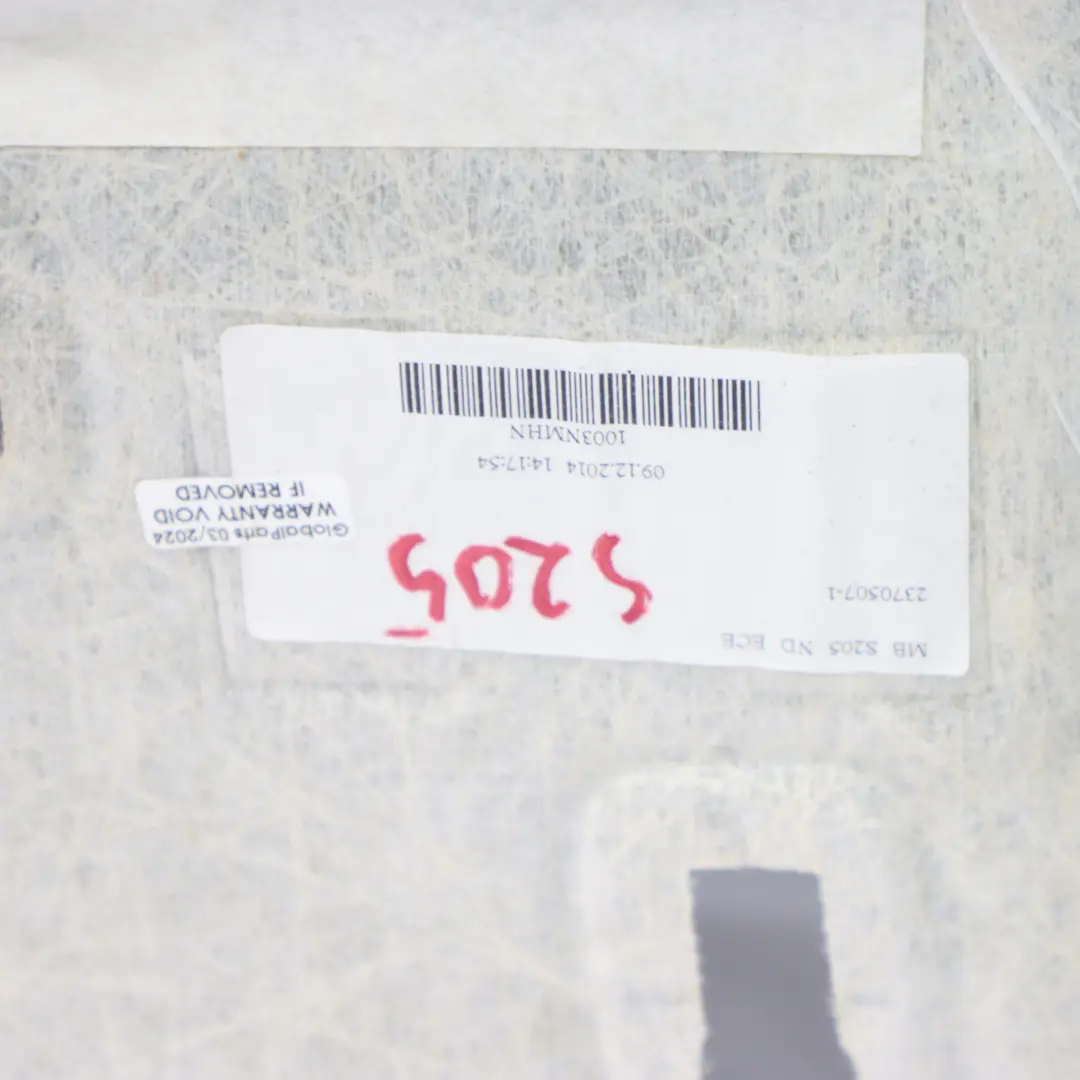 MB S205 ND ECE
2370507-1
S205
09.12.2014 14:17:54
1003NMHN
GlobalParts 03/2024
WARRANTY VOID
IF REMOVED